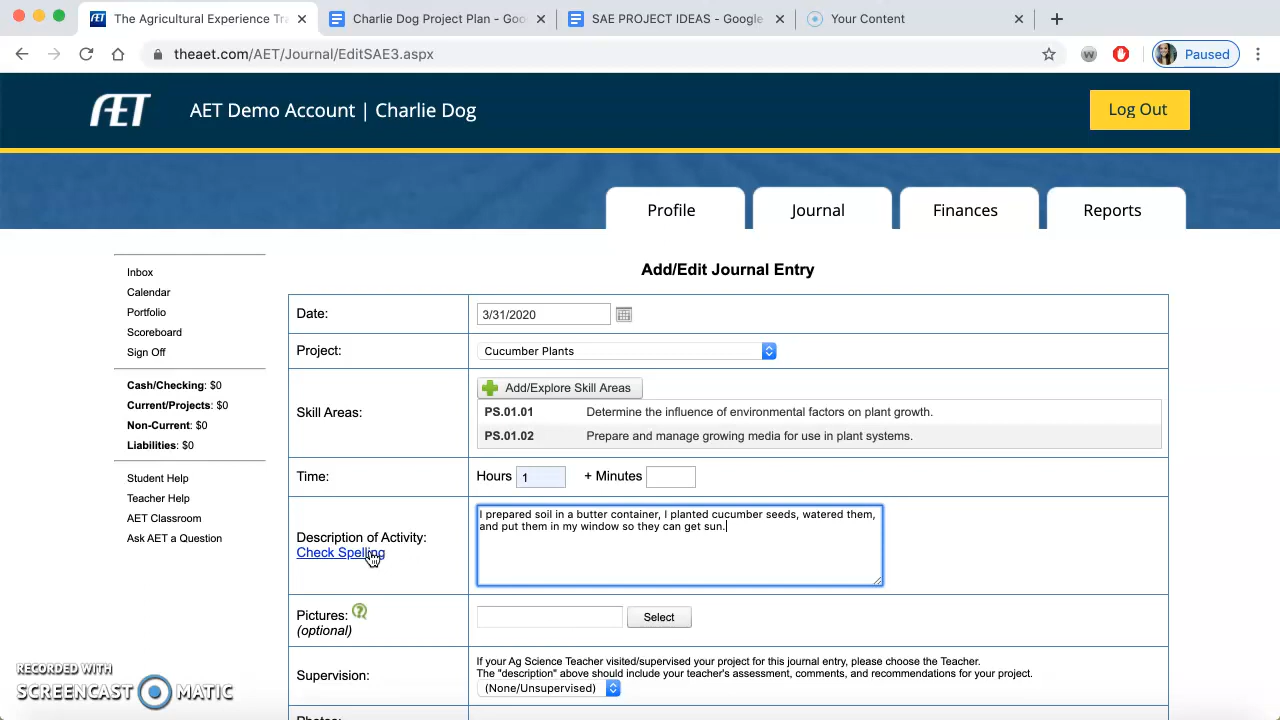 The Agricultural Experience Tra
Charlie Dog Project Plan - Goo
SAE PROJECT IDEAS - Google
Your Content
theaet.com/AET/Journal/EditSAE3.aspx
W
Paused
AET
AET Demo Account | Charlie Dog
Log Out
Profile
Journal
Finances
Reports
Inbox
Calendar
Portfolio
Scoreboard
Sign Off
Cash/Checking: $0
Current/Projects: $0
Non-Current: $0
Liabilities: $0
Student Help
Teacher Help
AET Classroom
Ask AET a Question
Add/Edit Journal Entry
Date:
3/31/2020
Project:
Cucumber Plants
Skill Areas:
Add/Explore Skill Areas
PS.01.01 Determine the influence of environmental factors on plant growth.
PS.01.02 Prepare and manage growing media for use in plant systems.
Time:
Hours 1 + Minutes
Description of Activity:
Check Spelling
I prepared soil in a butter container, I planted cucumber seeds, watered them,
and put them in my window so they can get sun.
Pictures:
(optional)
Select
Supervision:
If your Ag Science Teacher visited/supervised your project for this journal entry, please choose the Teacher.
The "description" above should include your teacher's assessment, comments, and recommendations for your project.
(None/Unsupervised)
Photos:
RECORDED WITH
SCREENCAST MATIC